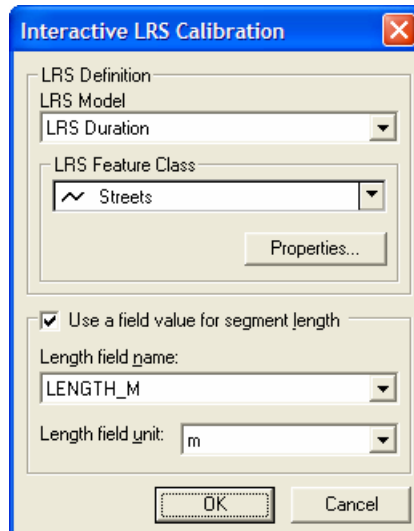 Interactive LRS Calibration
LRS Definition
LRS Model
LRS Duration
LRS Feature Class
Streets
Properties...
Use a field value for segment length
Length field name:
LENGTH_M
Length field unit: m
OK Cancel